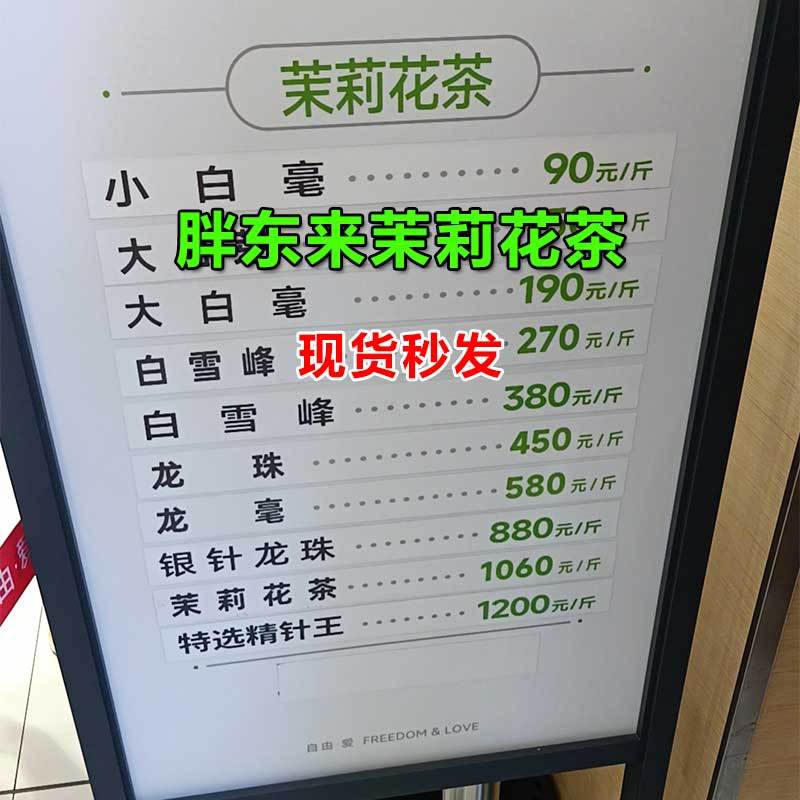 茉莉花茶
小白毫 90元/斤
大 元/斤
胖东来茉莉花茶
大白毫 190元/斤
白雪峰 270元/斤
现货秒发
白雪峰 380元/斤
龙珠 450元/斤
龙毫 580元/斤
银针龙珠 880元/斤
茉莉花茶 1060元/斤
特选精针王 1200元/斤
自由 爱 FREEDOM & LOVE
由·爱